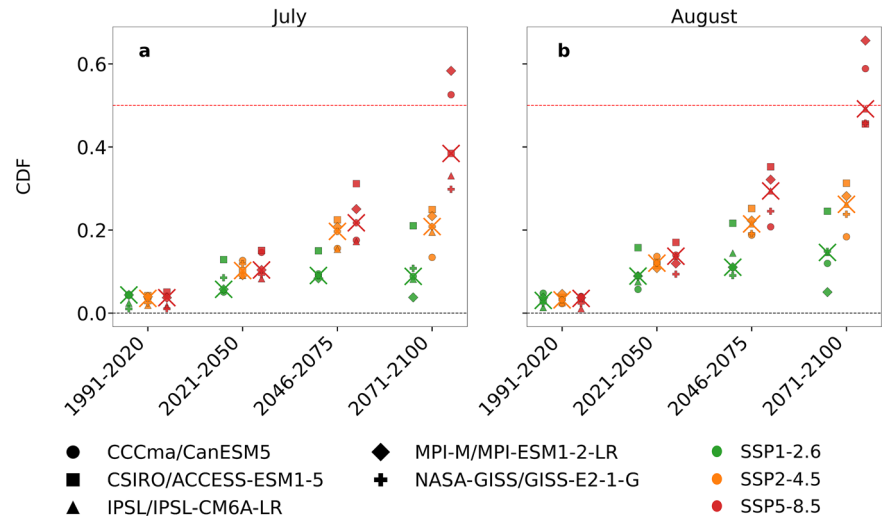 July
August
a
b
0.6
0.4
0.2
0.0
CDF
1991-2020
2021-2050
2046-2075
2071-2100
1991-2020
2021-2050
2046-2075
2071-2100
CCCma/CanESM5
CSIRO/ACCESS-ESM1-5
IPSL/IPSL-CM6A-LR
MPI-M/MPI-ESM1-2-LR
NASA-GISS/GISS-E2-1-G
SSP1-2.6
SSP2-4.5
SSP5-8.5